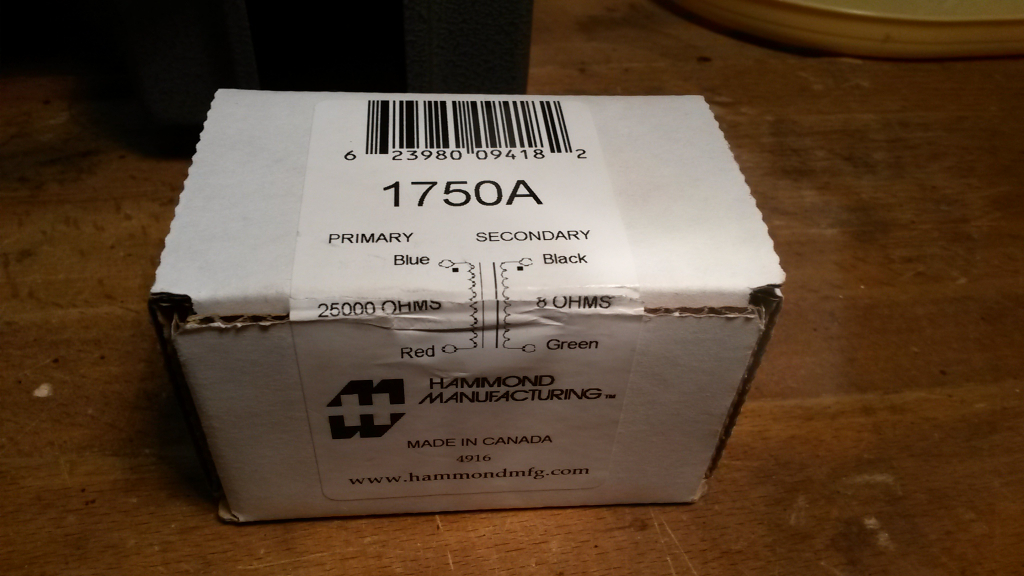 6 23980 09418 2
1750A
PRIMARY SECONDARY
Blue Black
25000 OHMS 8 OHMS
Red Green
HAMMOND
MANUFACTURING™
MADE IN CANADA
4916
www.hammondmfg.com